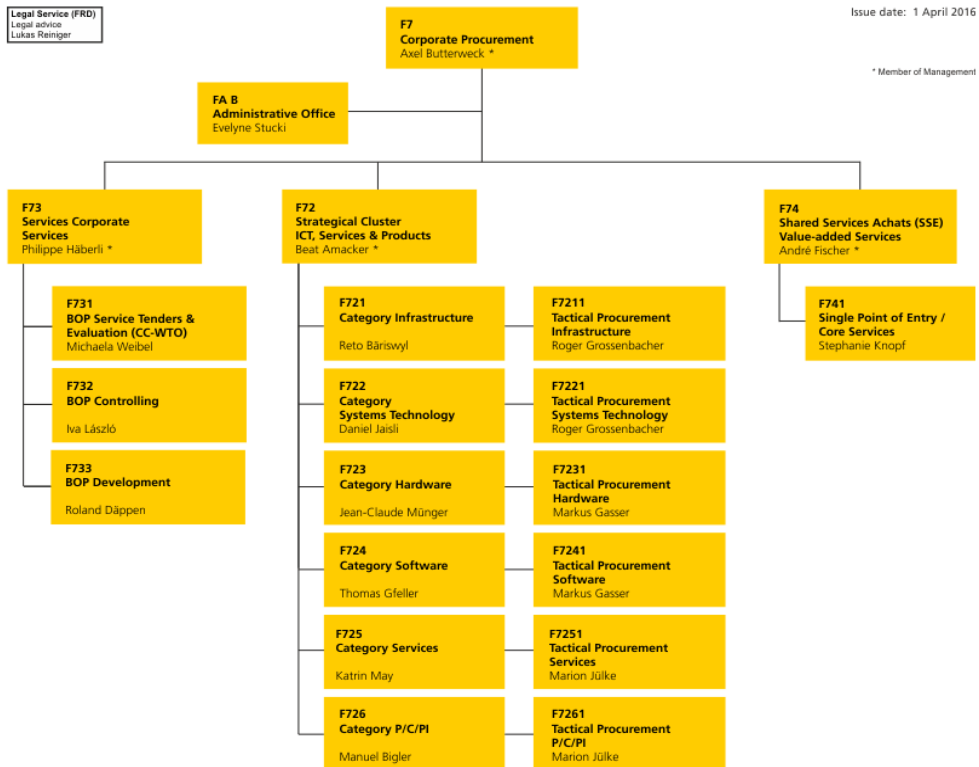 Legal Service (FRD)
Legal advice
Lukas Reiniger
Issue date: 1 April 2016
* Member of Management
F7
Corporate Procurement
Axel Butterweck *
FA B
Administrative Office
Evelyne Stucki
F73
Services Corporate
Services
Philippe Häberli *
F731
BOP Service Tenders &
Evaluation (CC-WTO)
Michaela Weibel
F732
BOP Controlling
Iva László
F733
BOP Development
Roland Däppen
F72
Strategical Cluster
ICT, Services & Products
Beat Amacker *
F721
Category Infrastructure
Reto Bäriswyl
F7211
Tactical Procurement
Infrastructure
Roger Grossenbacher
F722
Category
Systems Technology
Daniel Jaisli
F7221
Tactical Procurement
Systems Technology
Roger Grossenbacher
F723
Category Hardware
Jean-Claude Münger
F7231
Tactical Procurement
Hardware
Markus Gasser
F724
Category Software
Thomas Gfeller
F7241
Tactical Procurement
Software
Markus Gasser
F725
Category Services
Katrin May
F7251
Tactical Procurement
Services
Marion Jülke
F726
Category P/C/PI
Manuel Bigler
F7261
Tactical Procurement
P/C/PI
Marion Jülke
F74
Shared Services Achats (SSE)
Value-added Services
André Fischer *
F741
Single Point of Entry /
Core Services
Stephanie Knopf